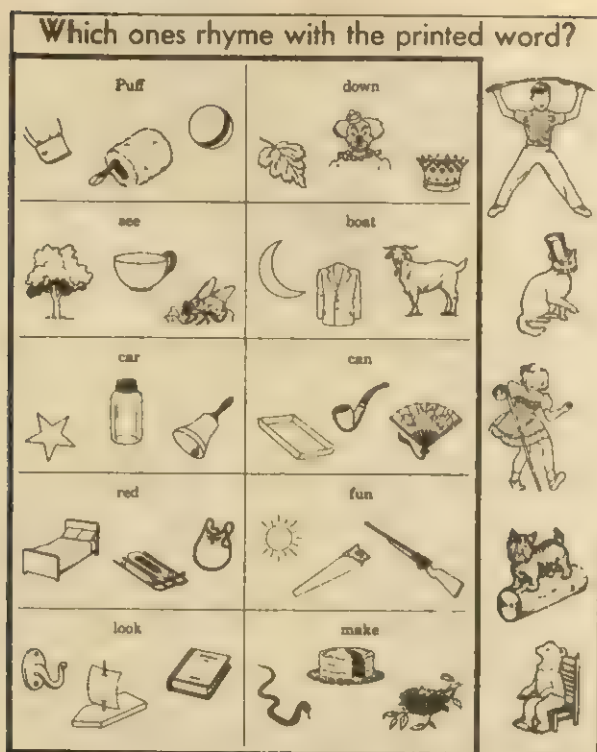 Which ones rhyme with the printed word?
Puff
down
see
boat
car
can
red
fun
look
make